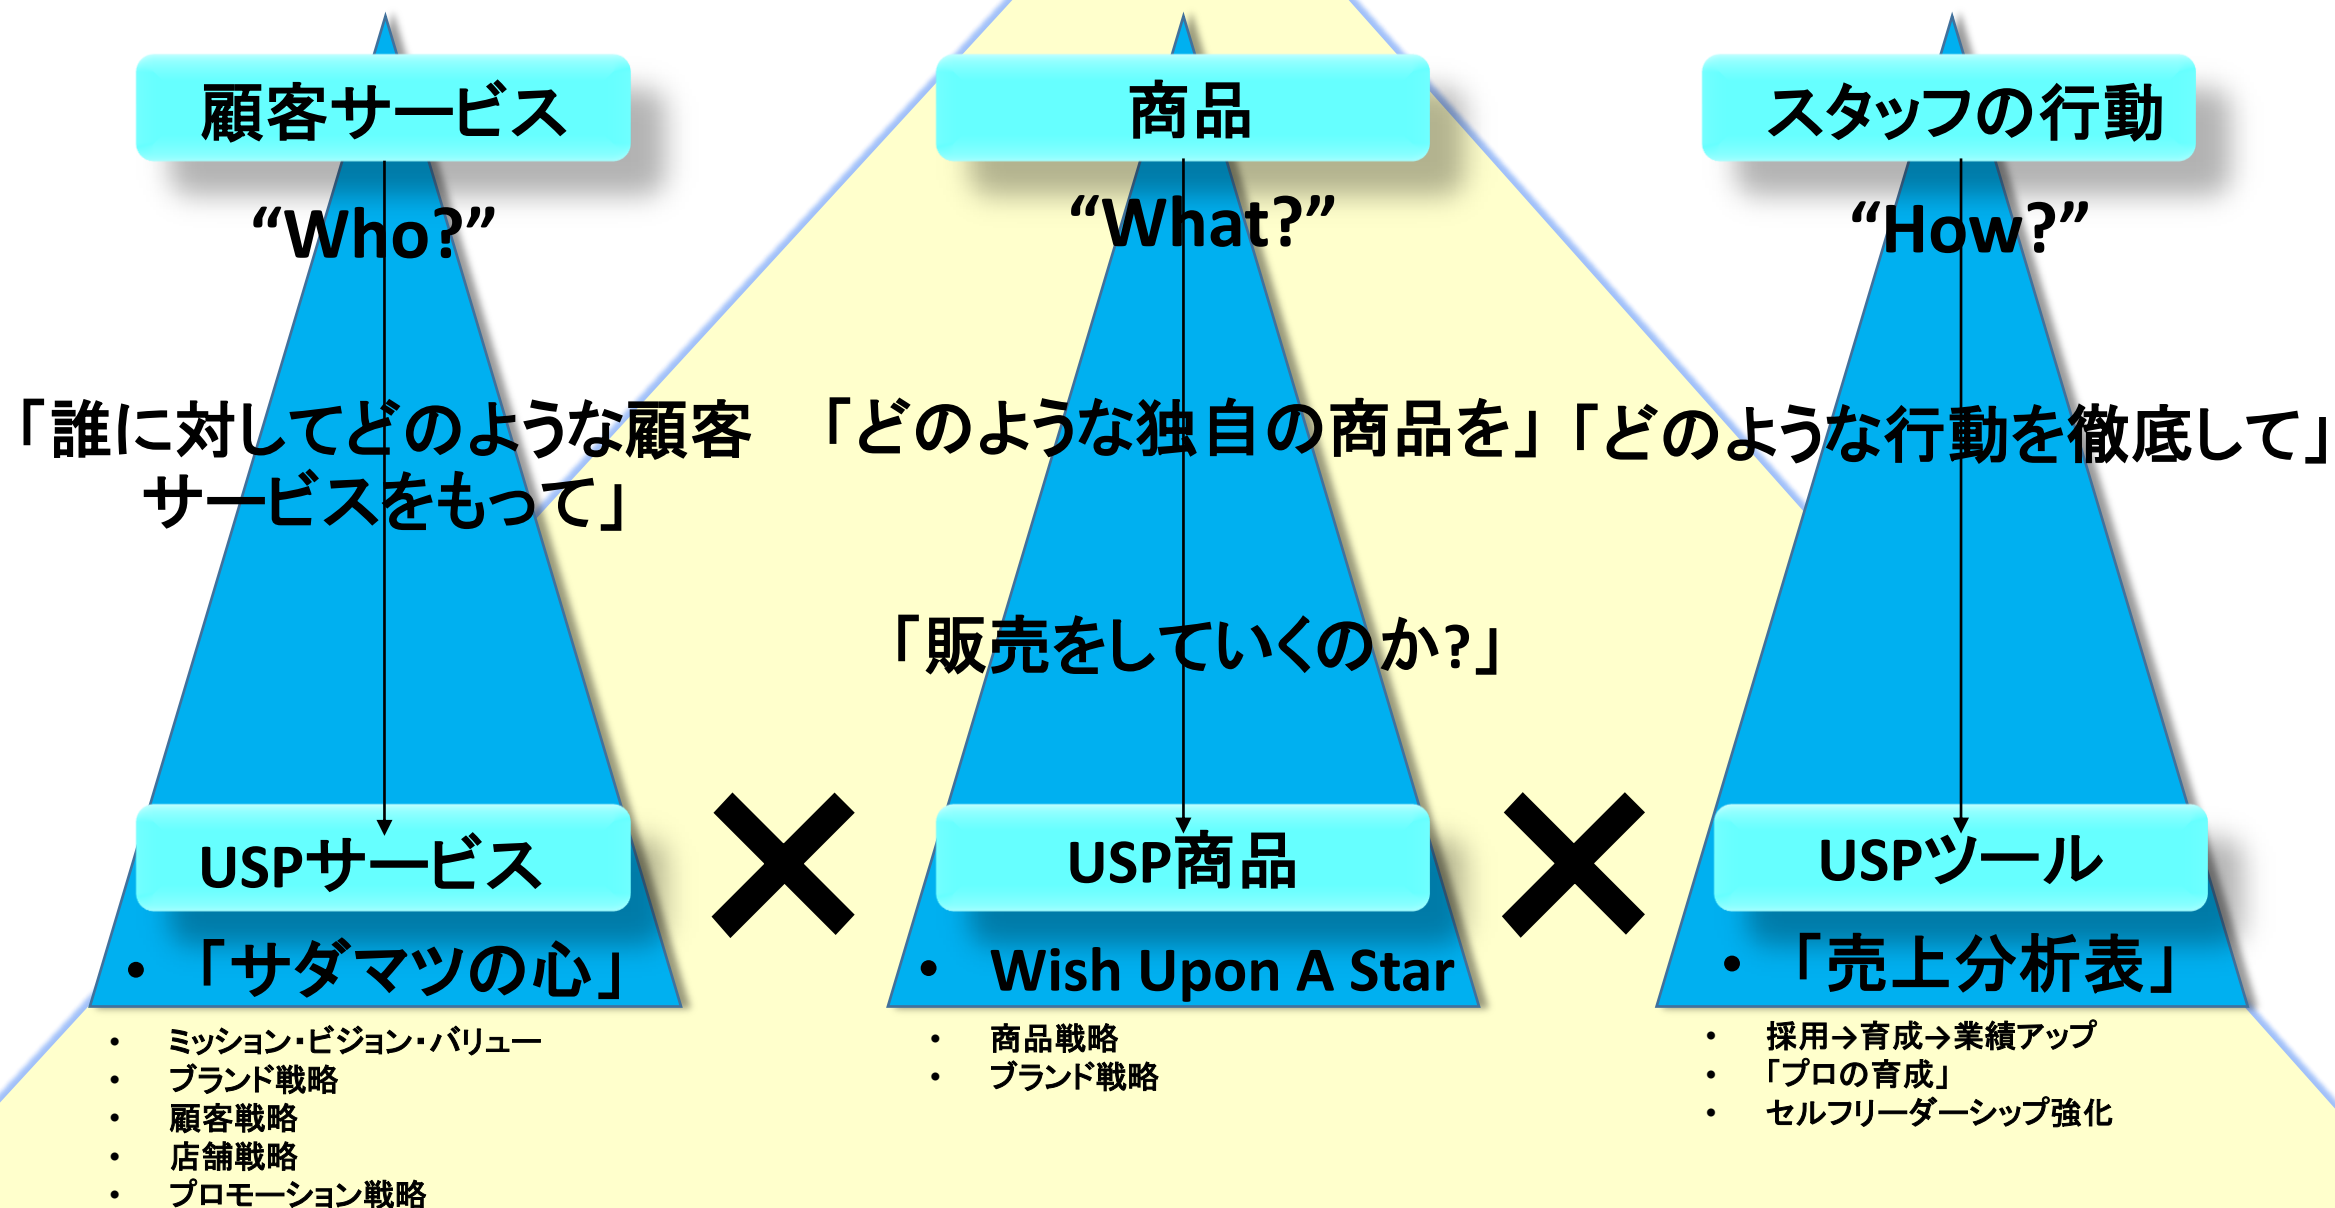 顧客サービス
“Who?”
「誰に対してどのような顧客
サービスをもって」
USPサービス
• 「サダマツの心」
• ミッション・ビジョン・バリュー
• ブランド戦略
• 顧客戦略
• 店舗戦略
• プロモーション戦略
商品
“What?”
「どのような独自の商品を」
「販売をしていくのか?」
USP商品
• Wish Upon A Star
• 商品戦略
• ブランド戦略
スタッフの行動
“How?”
「どのような行動を徹底して」
USPツール
• 「売上分析表」
• 採用→育成→業績アップ
• 「プロの育成」
• セルフリーダーシップ強化